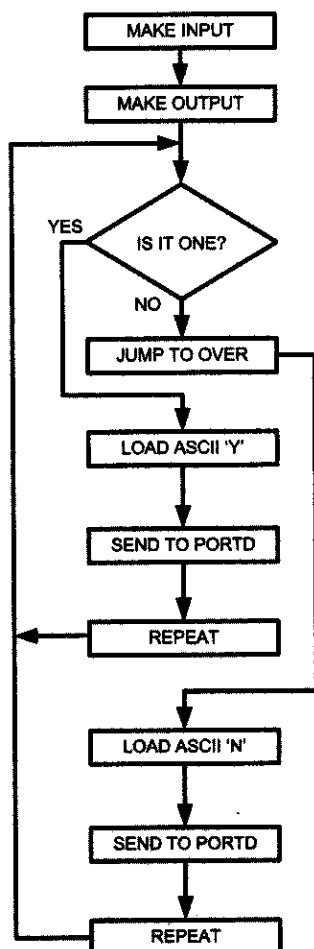 MAKE INPUT
MAKE OUTPUT
YES
IS IT ONE?
NO
JUMP TO OVER
LOAD ASCII 'Y'
SEND TO PORTD
REPEAT
LOAD ASCII 'N'
SEND TO PORTD
REPEAT